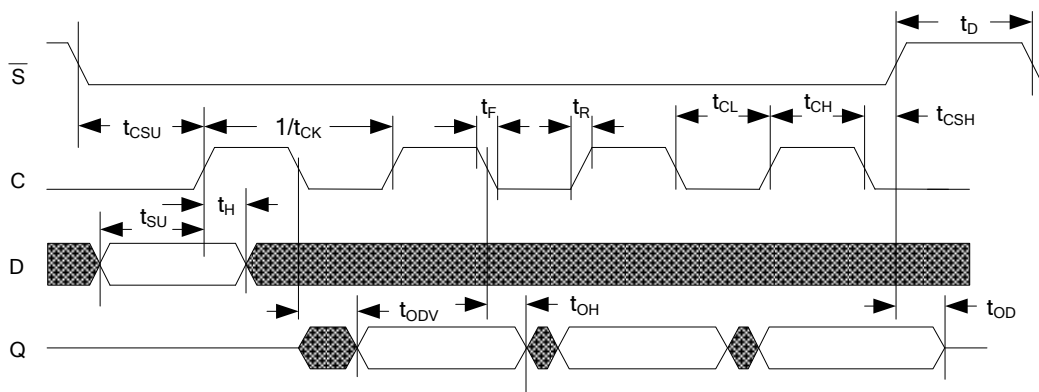 t_D
S̅
t_F t_R t_CL t_CH
t_CSU 1/t_CK t_CSH
C
t_SU t_H
D
t_ODV t_OH t_OD
Q